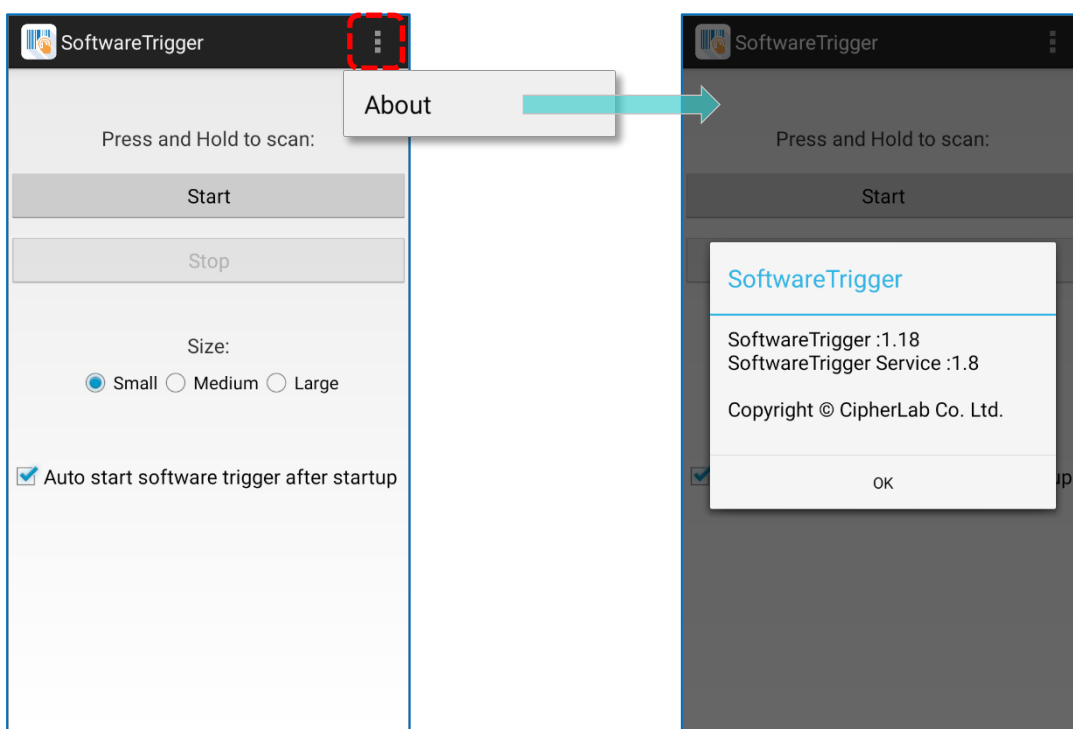 SoftwareTrigger
About
Press and Hold to scan:
Start
Stop
Size:
Small Medium Large
Auto start software trigger after startup
SoftwareTrigger
Press and Hold to scan:
Start
SoftwareTrigger
SoftwareTrigger :1.18
SoftwareTrigger Service :1.8
Copyright © CipherLab Co. Ltd.
OK
up